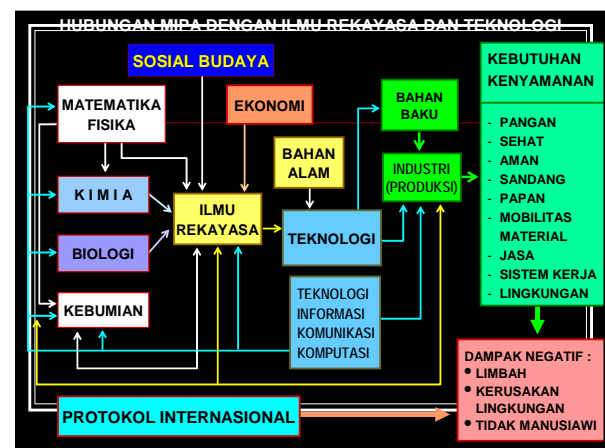 HUBUNGAN MIPA DENGAN ILMU REKAYASA DAN TEKNOLOGI
SOSIAL BUDAYA
MATEMATIKA
FISIKA
EKONOMI
BAHAN
BAKU
KEBUTUHAN
KENYAMANAN
BAHAN
ALAM
K I M I A
ILMU
REKAYASA
INDUSTRI
(PRODUKSI)
TEKNOLOGI
BIOLOGI
KEBUMIAN
TEKNOLOGI
INFORMASI
KOMUNIKASI
KOMPUTASI
- PANGAN
- SEHAT
- AMAN
- SANDANG
- PAPAN
- MOBILITAS
MATERIAL
- JASA
- SISTEM KERJA
- LINGKUNGAN
DAMPAK NEGATIF :
• LIMBAH
• KERUSAKAN
LINGKUNGAN
• TIDAK MANUSIAWI
PROTOKOL INTERNASIONAL